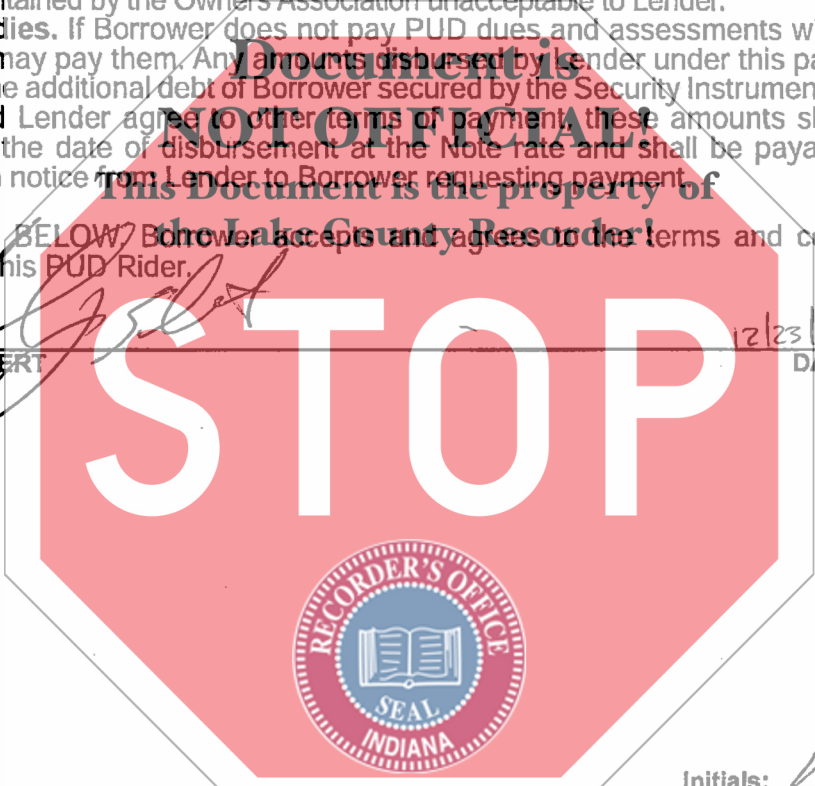 ntained by the Owners Association unacceptable to Lender.
dies. If Borrower does not pay PUD dues and assessments w
may pay them. Any amounts disbursed by Lender under this pa
e additional debt of Borrower secured by the Security Instrumen
d Lender agree to other terms of payment, these amounts s
the date of disbursement at the Note rate and shall be paya
notice from Lender to Borrower requesting payment.
BELOW, Borrower accepts and agrees to the terms and c
his PUD Rider.
Document is
NOT OFFICIAL!
This Document is the property of
the Lake County Recorder!
12/23/
ERT
DA
STOP
RECORDER'S OFFICE
SEAL
INDIANA
Initials: